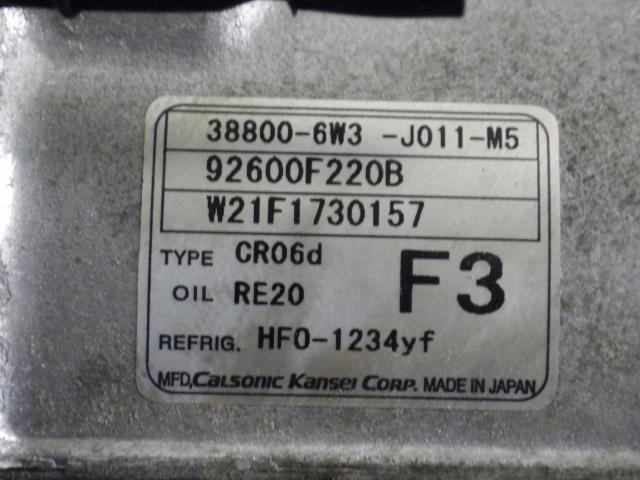 38800-6W3 -J011-M5
92600F220B
W21F1730157
TYPE CR06d
OIL RE20
F3
REFRIG. HFO-1234yf
MFD, CALSONIC KANSEI CORP. MADE IN JAPAN